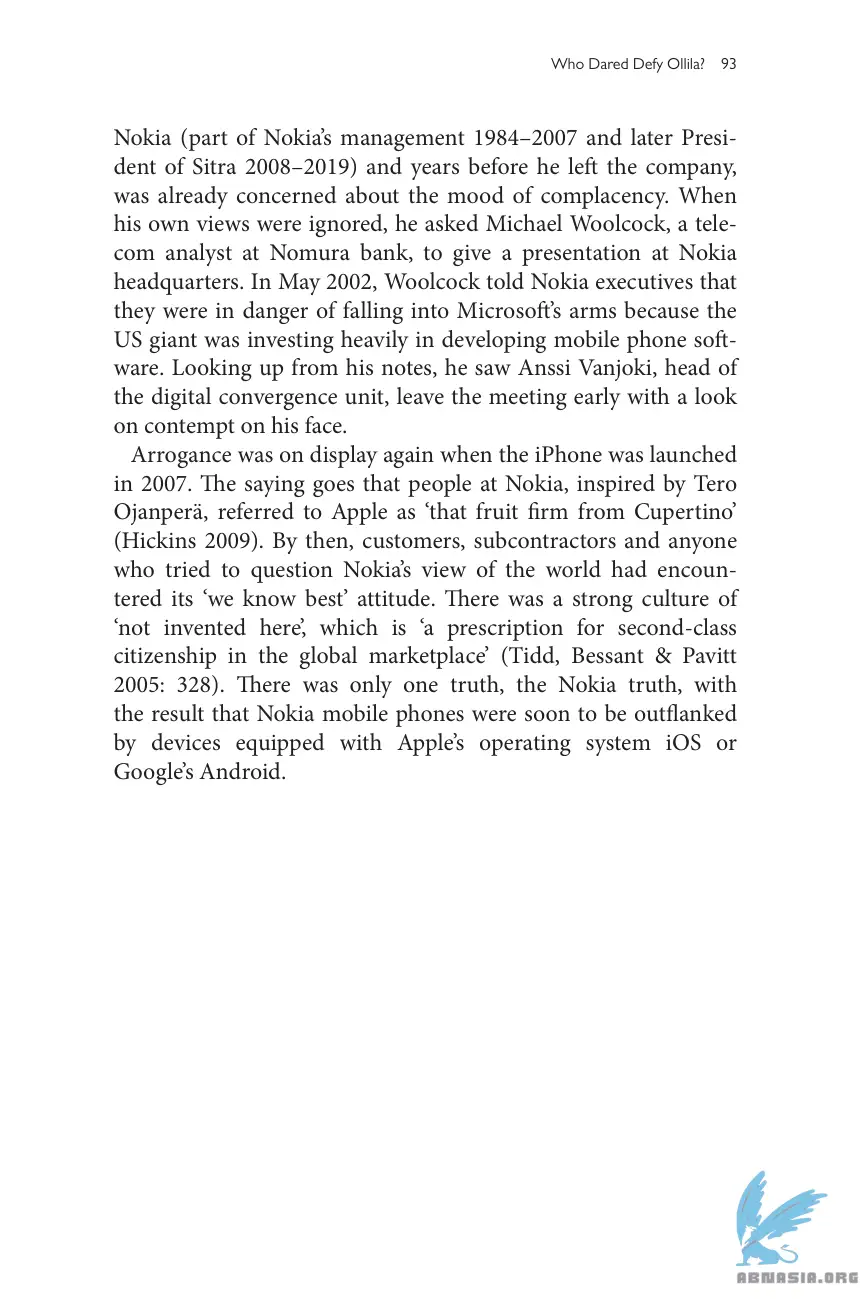 Who Dared Defy Ollila? 93
Nokia (part of Nokia’s management 1984–2007 and later Presi-
dent of Sitra 2008–2019) and years before he left the company,
was already concerned about the mood of complacency. When
his own views were ignored, he asked Michael Woolcock, a tele-
com analyst at Nomura bank, to give a presentation at Nokia
headquarters. In May 2002, Woolcock told Nokia executives that
they were in danger of falling into Microsoft’s arms because the
US giant was investing heavily in developing mobile phone soft-
ware. Looking up from his notes, he saw Anssi Vanjoki, head of
the digital convergence unit, leave the meeting early with a look
on contempt on his face.
Arrogance was on display again when the iPhone was launched
in 2007. The saying goes that people at Nokia, inspired by Tero
Ojanperä, referred to Apple as ‘that fruit firm from Cupertino’
(Hickins 2009). By then, customers, subcontractors and anyone
who tried to question Nokia’s view of the world had encoun-
tered its ‘we know best’ attitude. There was a strong culture of
‘not invented here’, which is ‘a prescription for second-class
citizenship in the global marketplace’ (Tidd, Bessant & Pavitt
2005: 328). There was only one truth, the Nokia truth, with
the result that Nokia mobile phones were soon to be outflanked
by devices equipped with Apple’s operating system iOS or
Google’s Android.
ABNASIA.ORG